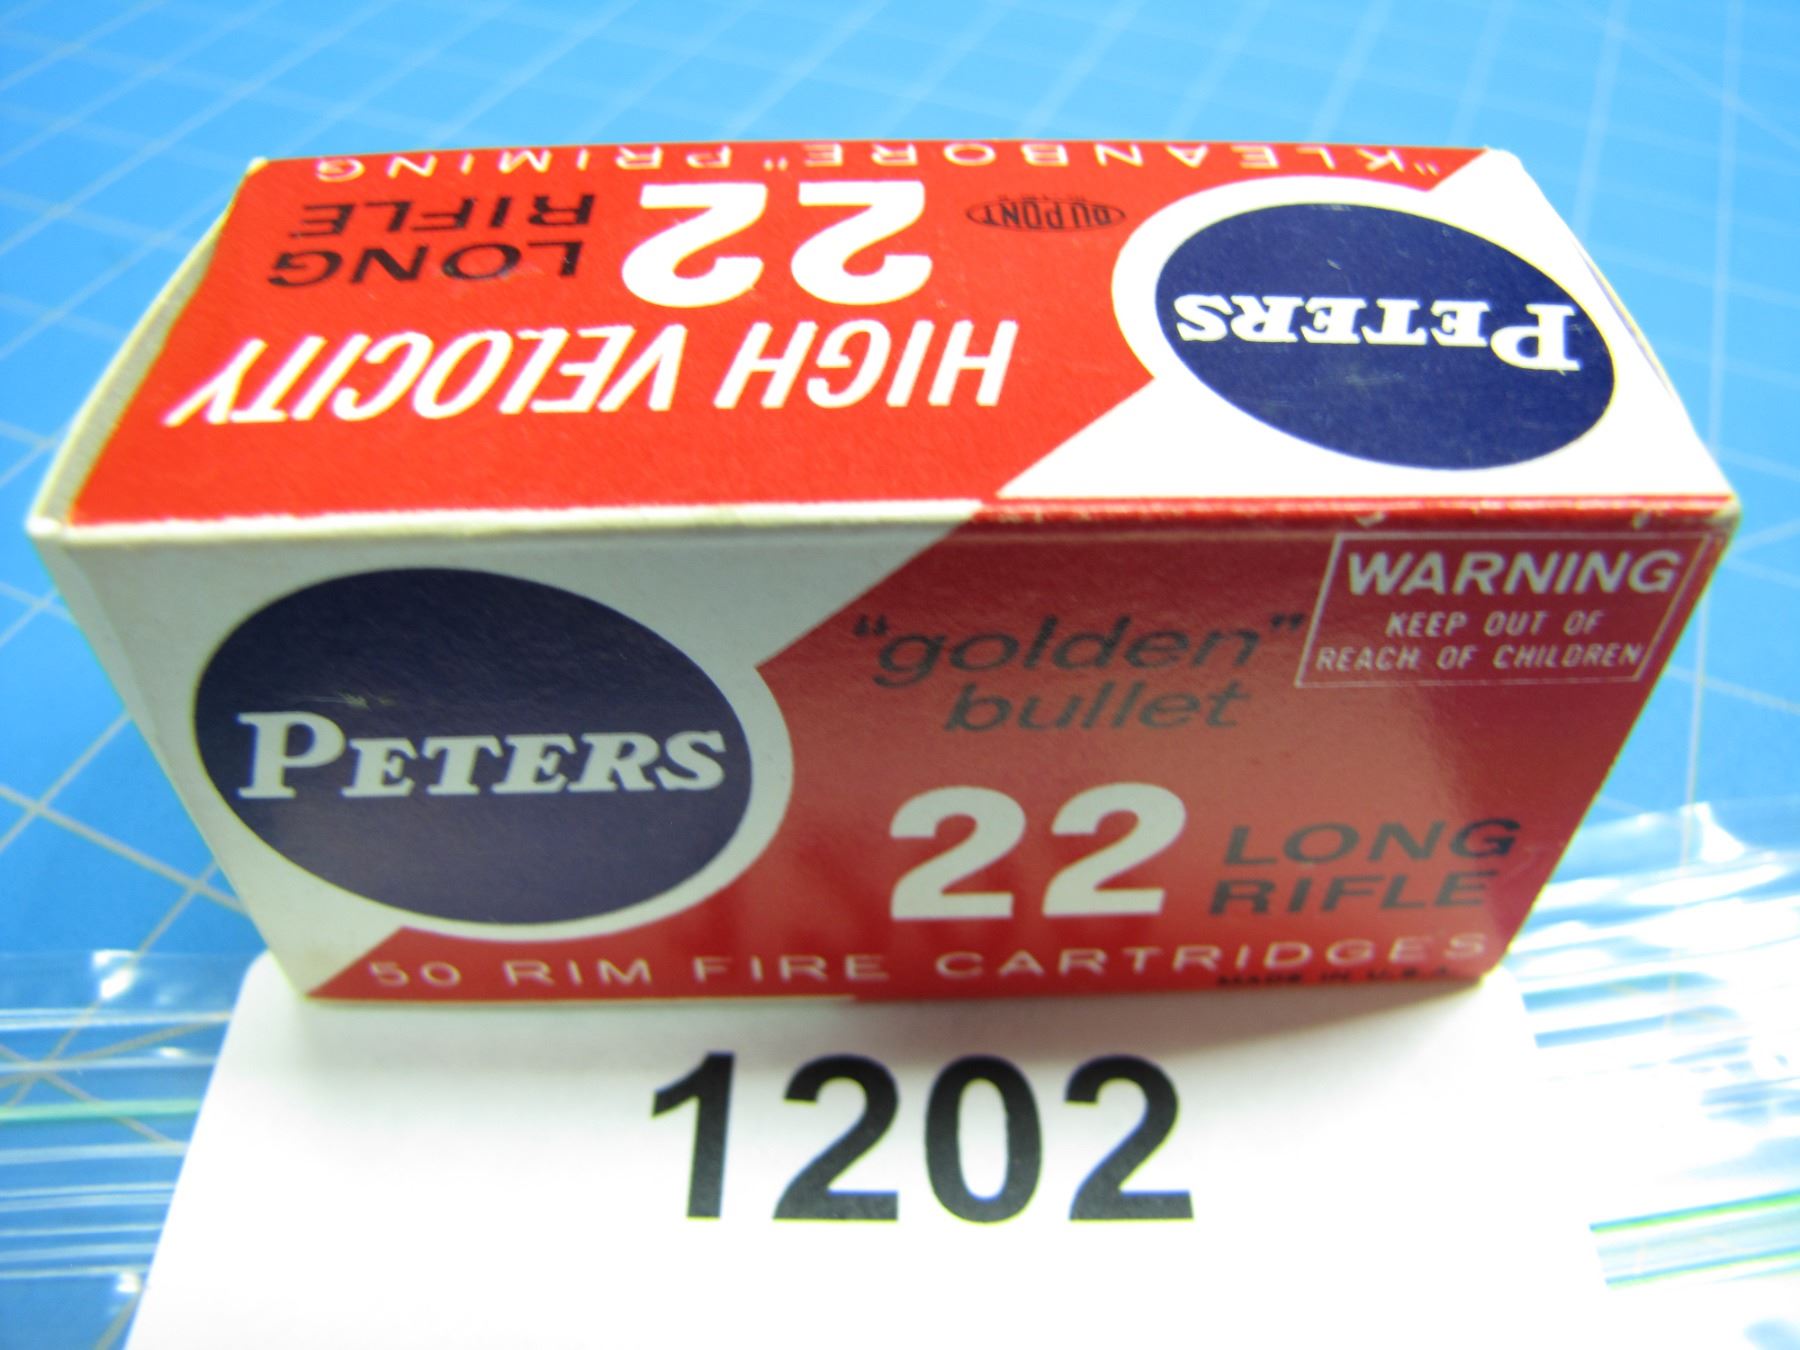 "KLEANBORE" PRIMING
DU PONT
22 LONG
RIFLE
HIGH VELOCITY
PETERS
WARNING
KEEP OUT OF
REACH OF CHILDREN
"golden"
bullet
PETERS
22 LONG
RIFLE
50 RIM FIRE CARTRIDGES
MADE IN U.S.A.
1202